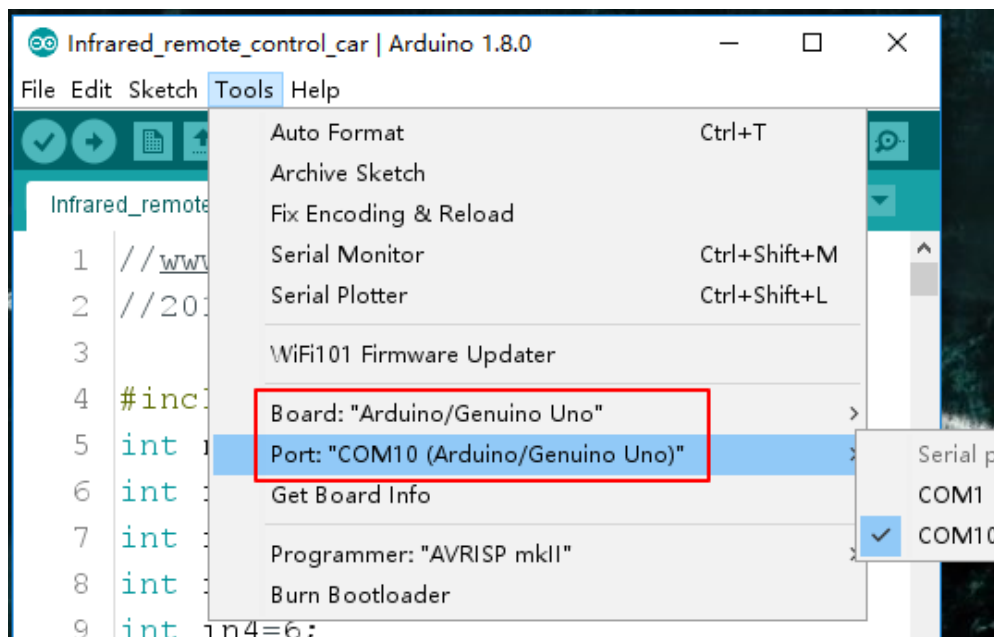 Infrared_remote_control_car | Arduino 1.8.0
File Edit Sketch Tools Help
Auto Format Ctrl+T
Archive Sketch
Fix Encoding & Reload
Serial Monitor Ctrl+Shift+M
Serial Plotter Ctrl+Shift+L
WiFi101 Firmware Updater
Board: "Arduino/Genuino Uno"
Port: "COM10 (Arduino/Genuino Uno)"
Get Board Info
Programmer: "AVRISP mkII"
Burn Bootloader
Serial
COM1
COM10
Infrared_remote
1 //www
2 //201
3
4 #incl
5 int
6 int
7 int
8 int
9 int in4=6;